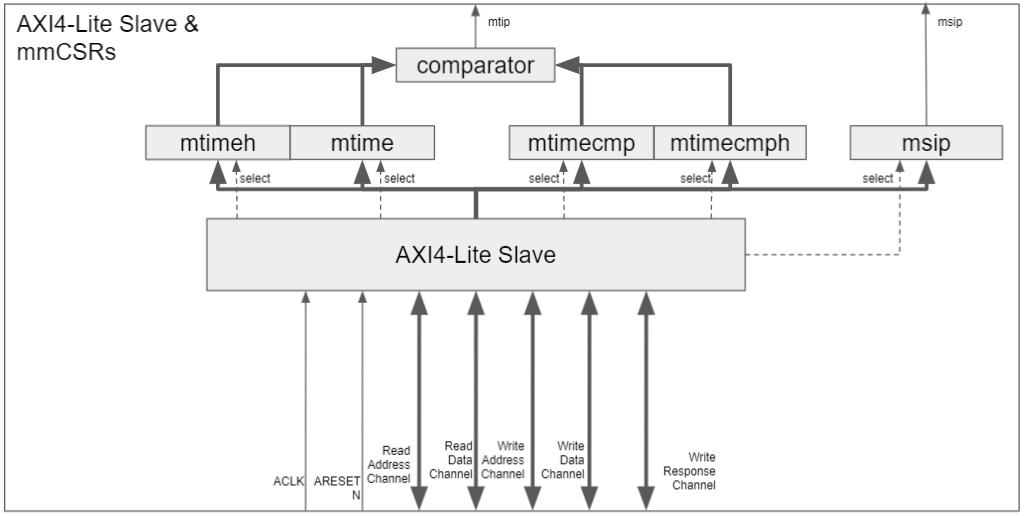 AXI4-Lite Slave &
mmCSRs
mtip
msip
comparator
mtimeh
mtime
mtimecmp
mtimecmph
msip
select
select
select
select
select
AXI4-Lite Slave
ACLK
ARESET
N
Read
Address
Channel
Read
Data
Channel
Write
Address
Channel
Write
Data
Channel
Write
Response
Channel